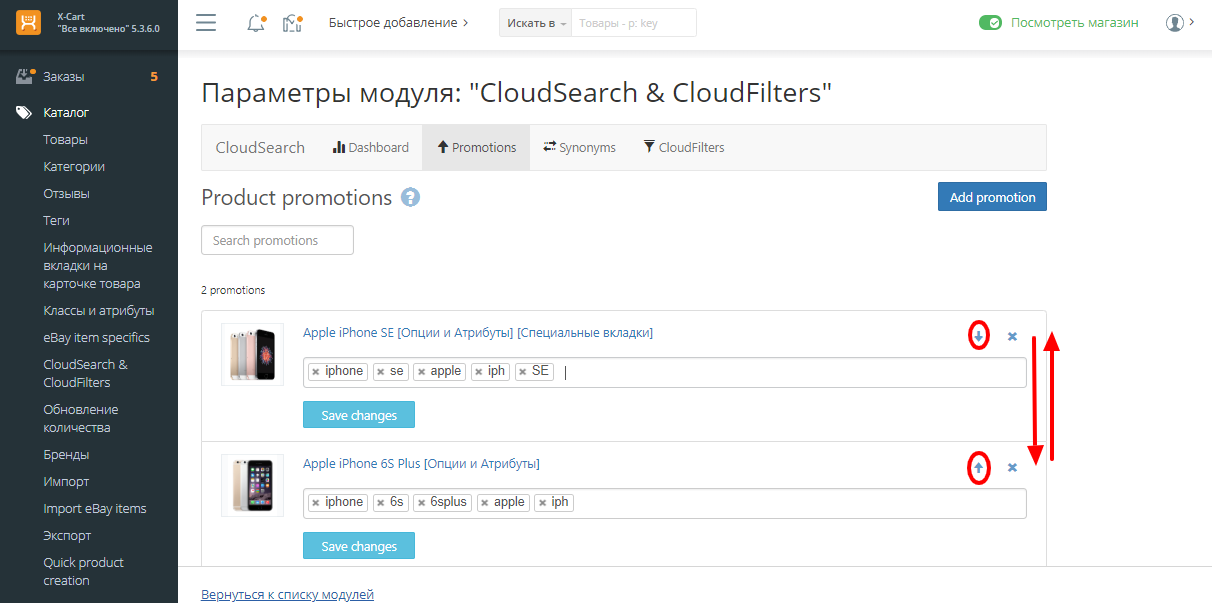 X-Cart
"Все включено" 5.3.6.0
Быстрое добавление
Искать в
Товары - p: key
Посмотреть магазин
Заказы 5
Каталог
Товары
Категории
Отзывы
Теги
Информационные
вкладки на
карточке товара
Классы и атрибуты
eBay item specifics
CloudSearch &
CloudFilters
Обновление
количества
Бренды
Импорт
Import eBay items
Экспорт
Quick product
creation
Параметры модуля: "CloudSearch & CloudFilters"
CloudSearch Dashboard Promotions Synonyms CloudFilters
Product promotions ?
Add promotion
Search promotions
2 promotions
Apple iPhone SE [Опции и Атрибуты] [Специальные вкладки]
× iphone × se × apple × iph × SE
Save changes
Apple iPhone 6S Plus [Опции и Атрибуты]
× iphone × 6s × 6splus × apple × iph
Save changes
Вернуться к списку модулей